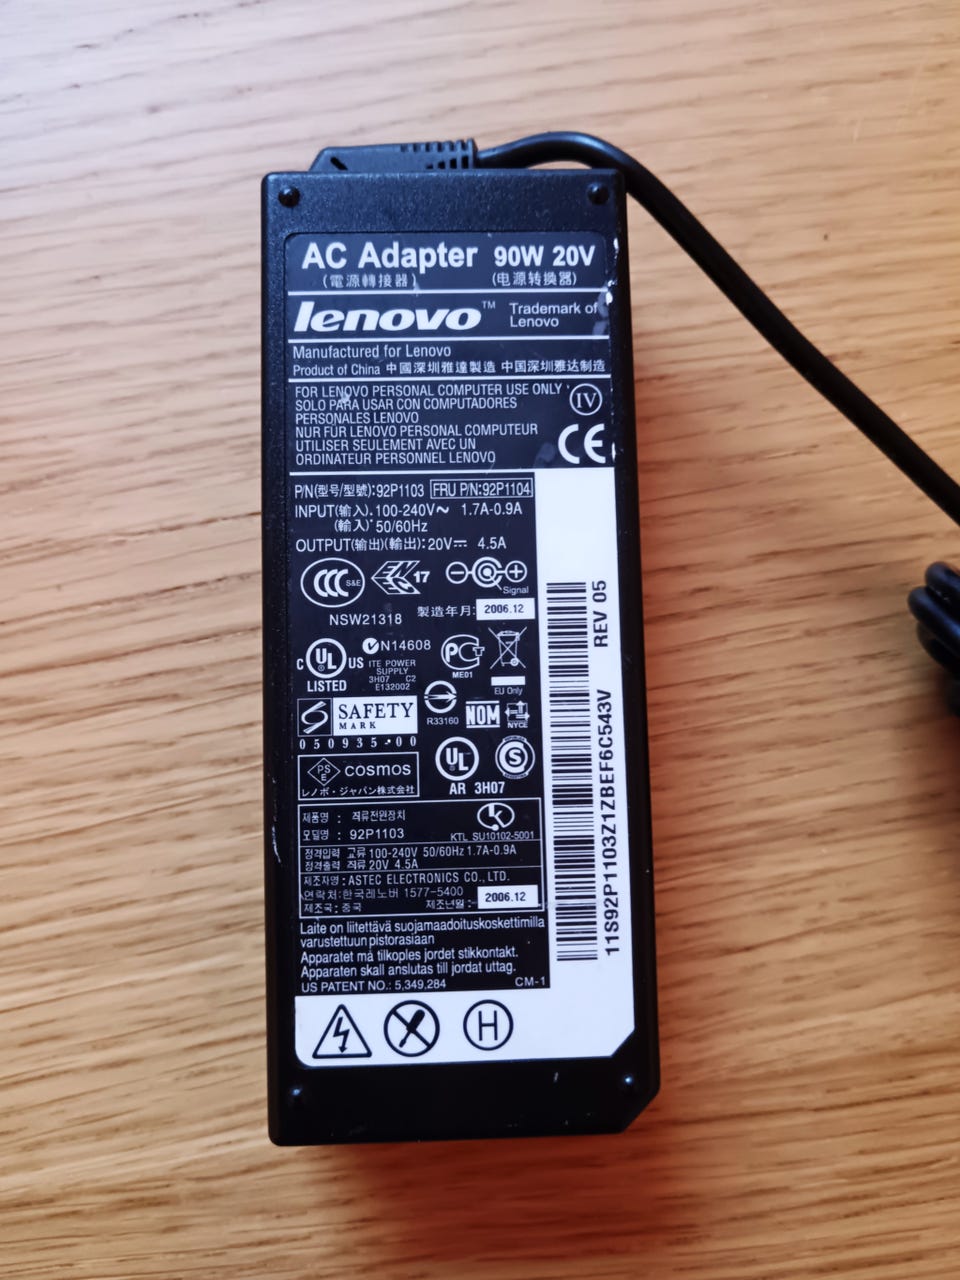 AC Adapter 90W 20V
(電源轉接器) (电源转换器)
lenovo™ Trademark of Lenovo
Manufactured for Lenovo
Product of China 中國深圳雅達製造 中国深圳雅达制造
FOR LENOVO PERSONAL COMPUTER USE ONLY
SOLO PARA USAR CON COMPUTADORES
PERSONALES LENOVO
NUR FÜR LENOVO PERSONAL COMPUTEUR
UTILISER SEULEMENT AVEC UN
ORDINATEUR PERSONNEL LENOVO
IV
CE
P/N(型号/型號):92P1103 FRU P/N:92P1104
INPUT(输入).100-240V~ 1.7A-0.9A
(輸入)˙50/60Hz
OUTPUT(输出)(輸出):20V⎓ 4.5A
CCC S&E
17
Signal
NSW21318
製造年月: 2006.12
c UL US
LISTED
N14608
ITE POWER
SUPPLY
3H07 C2
E132002
PCT
ME01
EU Only
R33160
NOM
NYCE
S SAFETY
MARK
050935-00
UL
AR 3H07
S
PSE cosmos
レノボ・ジャパン株式会社
제품명 : 직류전원장치
모델명 : 92P1103
KTL SU10102-5001
정격입력 교류 100-240V 50/60Hz 1.7A-0.9A
정격출력 직류 20V 4.5A
제조자명 : ASTEC ELECTRONICS CO., LTD.
연락처:한국레노버 1577-5400
제조국: 중국 제조년월: 2006.12
Laite on liitettävä suojamaadoituskoskettimilla
varustettuun pistorasiaan
Apparatet må tilkoples jordet stikkontakt.
Apparaten skall anslutas till jordat uttag.
US PATENT NO.: 5,349,284 CM-1
H
REV 05
11S92P1103Z1ZBEF6C543V